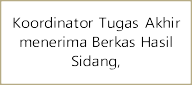 Koordinator Tugas Akhir
menerima Berkas Hasil
Sidang,